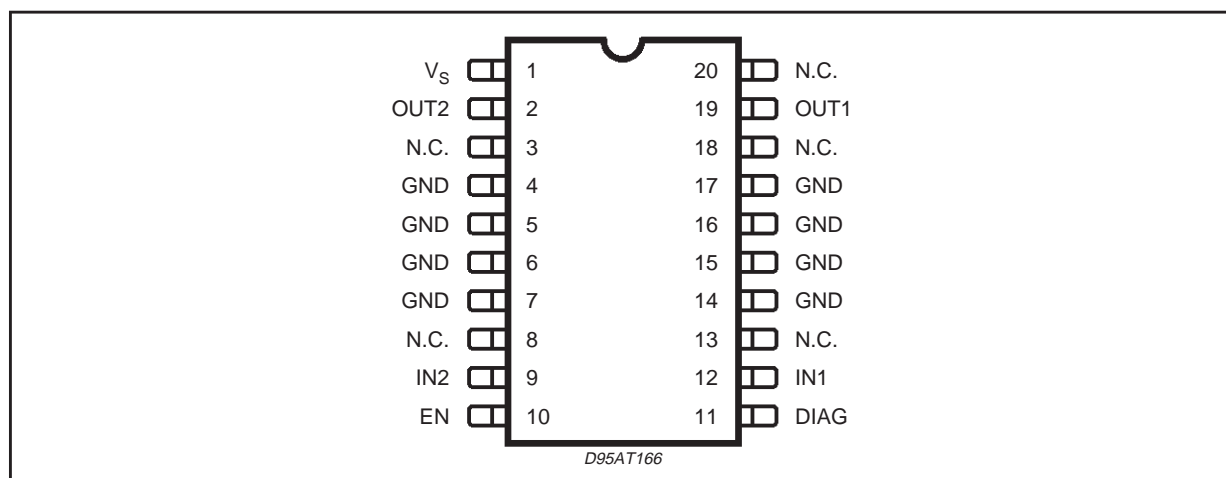 V_S 1 20 N.C.
OUT2 2 19 OUT1
N.C. 3 18 N.C.
GND 4 17 GND
GND 5 16 GND
GND 6 15 GND
GND 7 14 GND
N.C. 8 13 N.C.
IN2 9 12 IN1
EN 10 11 DIAG
D95AT166